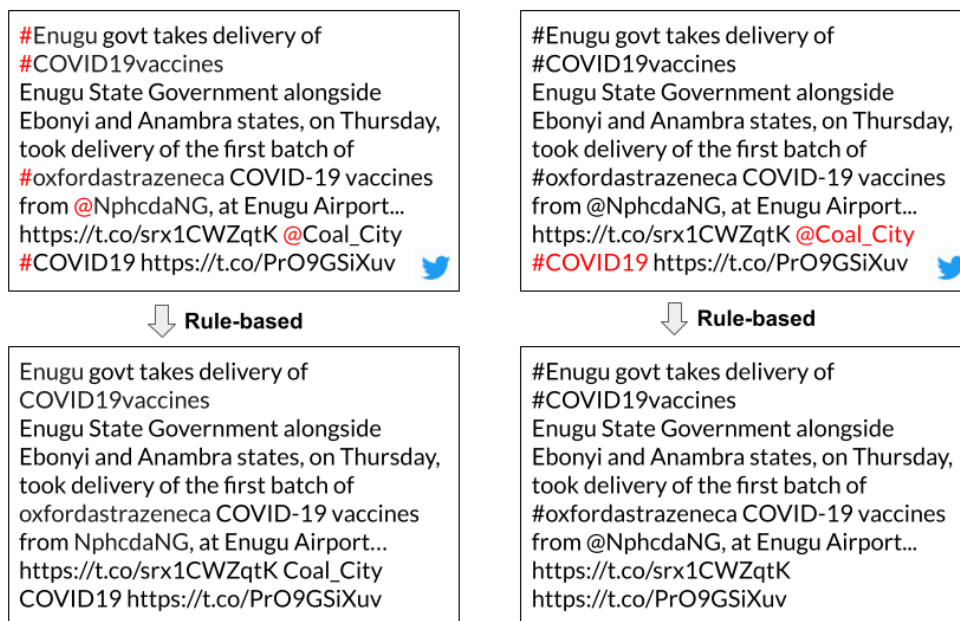 #Enugu govt takes delivery of
#COVID19vaccines
Enugu State Government alongside
Ebonyi and Anambra states, on Thursday,
took delivery of the first batch of
#oxfordastrazeneca COVID-19 vaccines
from @NphcdaNG, at Enugu Airport...
https://t.co/srx1CWZqtK @Coal_City
#COVID19 https://t.co/PrO9GSiXuv
Rule-based
Enugu govt takes delivery of
COVID19vaccines
Enugu State Government alongside
Ebonyi and Anambra states, on Thursday,
took delivery of the first batch of
oxfordastrazeneca COVID-19 vaccines
from NphcdaNG, at Enugu Airport...
https://t.co/srx1CWZqtK Coal_City
COVID19 https://t.co/PrO9GSiXuv
#Enugu govt takes delivery of
#COVID19vaccines
Enugu State Government alongside
Ebonyi and Anambra states, on Thursday,
took delivery of the first batch of
#oxfordastrazeneca COVID-19 vaccines
from @NphcdaNG, at Enugu Airport...
https://t.co/srx1CWZqtK @Coal_City
#COVID19 https://t.co/PrO9GSiXuv
Rule-based
#Enugu govt takes delivery of
#COVID19vaccines
Enugu State Government alongside
Ebonyi and Anambra states, on Thursday,
took delivery of the first batch of
#oxfordastrazeneca COVID-19 vaccines
from @NphcdaNG, at Enugu Airport...
https://t.co/srx1CWZqtK
https://t.co/PrO9GSiXuv